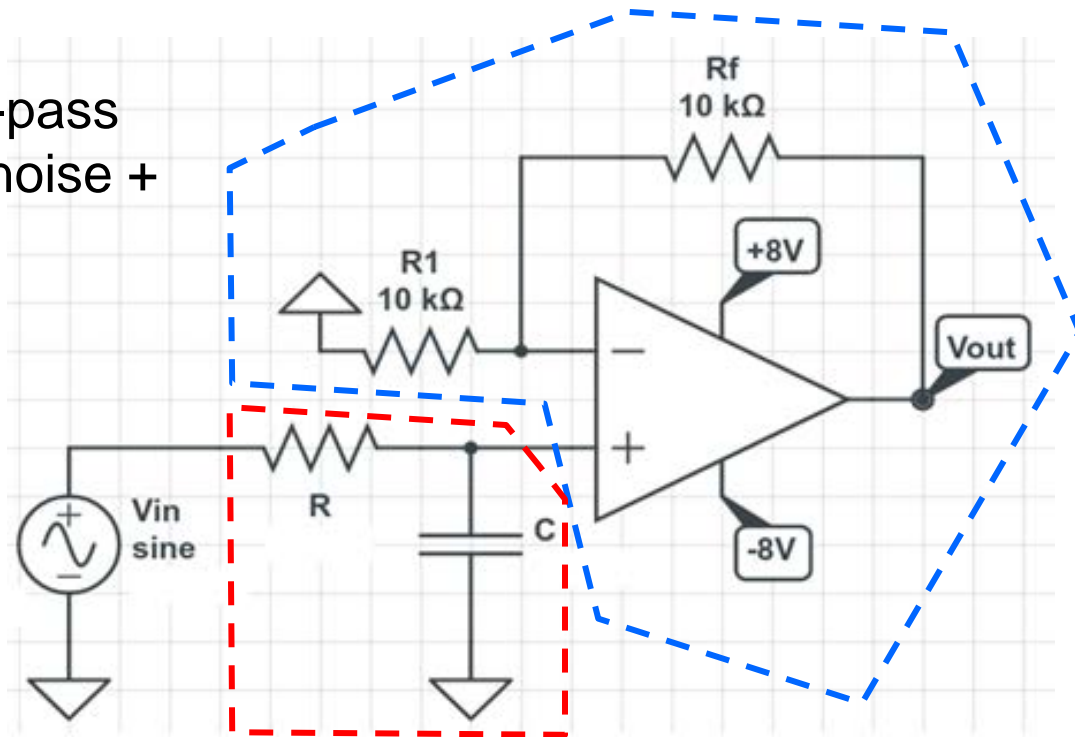 -pass
noise +
Rf
10 kΩ
+8V
R1
10 kΩ
Vout
R
Vin
sine
C
-8V